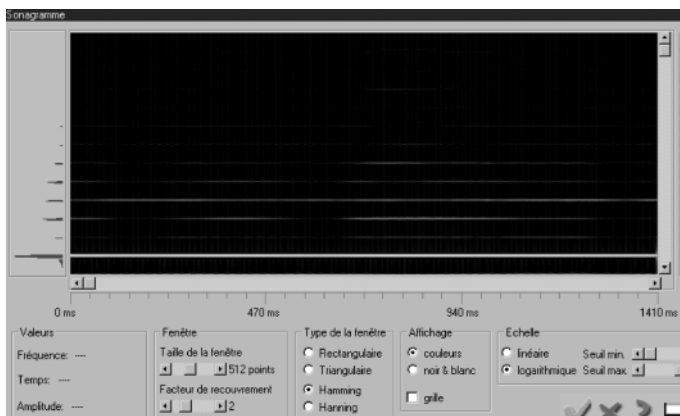 Sonagramme
0 ms 470 ms 940 ms 1410 ms
Valeurs
Fréquence: ----
Temps: ----
Amplitude: ----
Fenêtre
Taille de la fenêtre
512 points
Facteur de recouvrement
2
Type de la fenêtre
Rectangulaire
Triangulaire
Hamming
Hanning
Affichage
couleurs
noir & blanc
grille
Echelle
linéaire Seuil min.
logarithmique Seuil max.